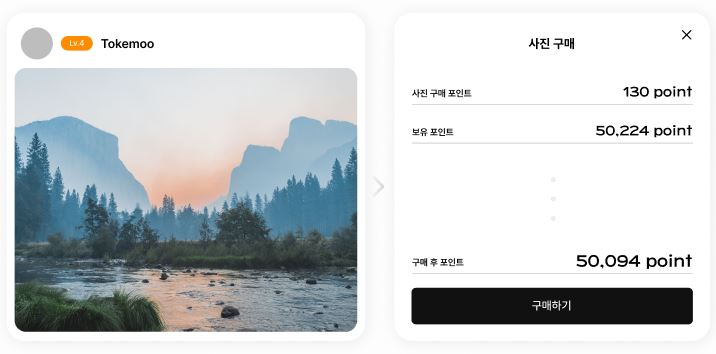 Lv.4 Tokemoo
사진 구매
사진 구매 포인트 130 point
보유 포인트 50,224 point
구매 후 포인트 50,094 point
구매하기